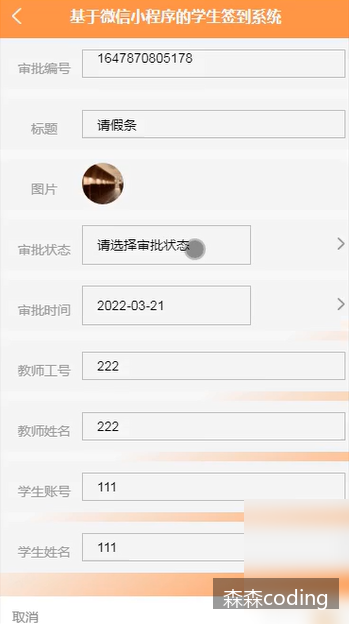 基于微信小程序的学生签到系统
审批编号 1647870805178
标题 请假条
图片
审批状态 请选择审批状态
审批时间 2022-03-21
教师工号 222
教师姓名 222
学生账号 111
学生姓名 111
森森coding
取消